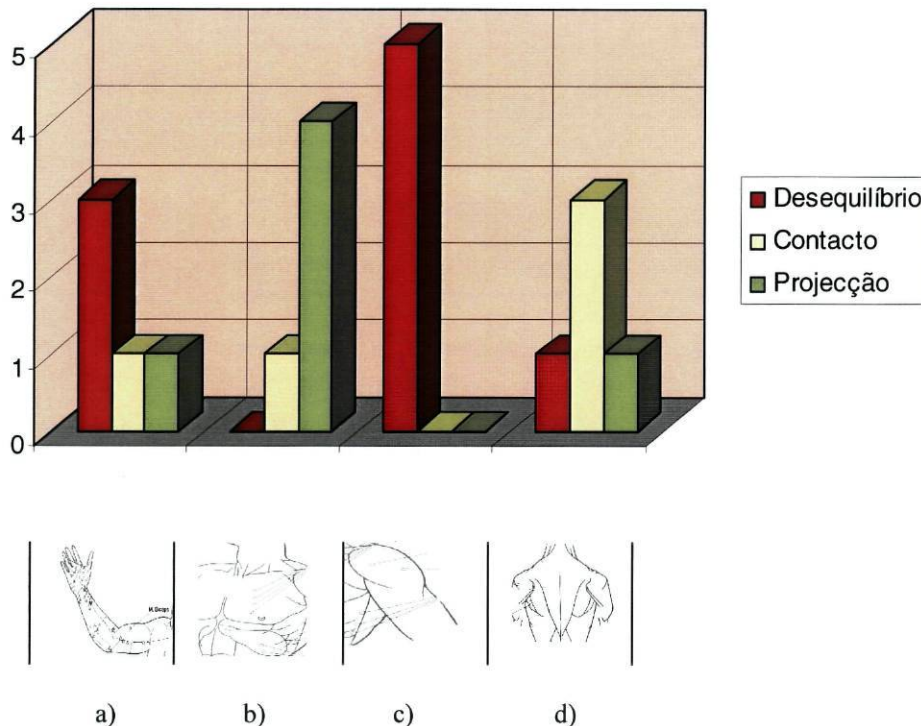 5
4
3
2
1
0
Desequilíbrio
Contacto
Projecção
a)
b)
c)
d)